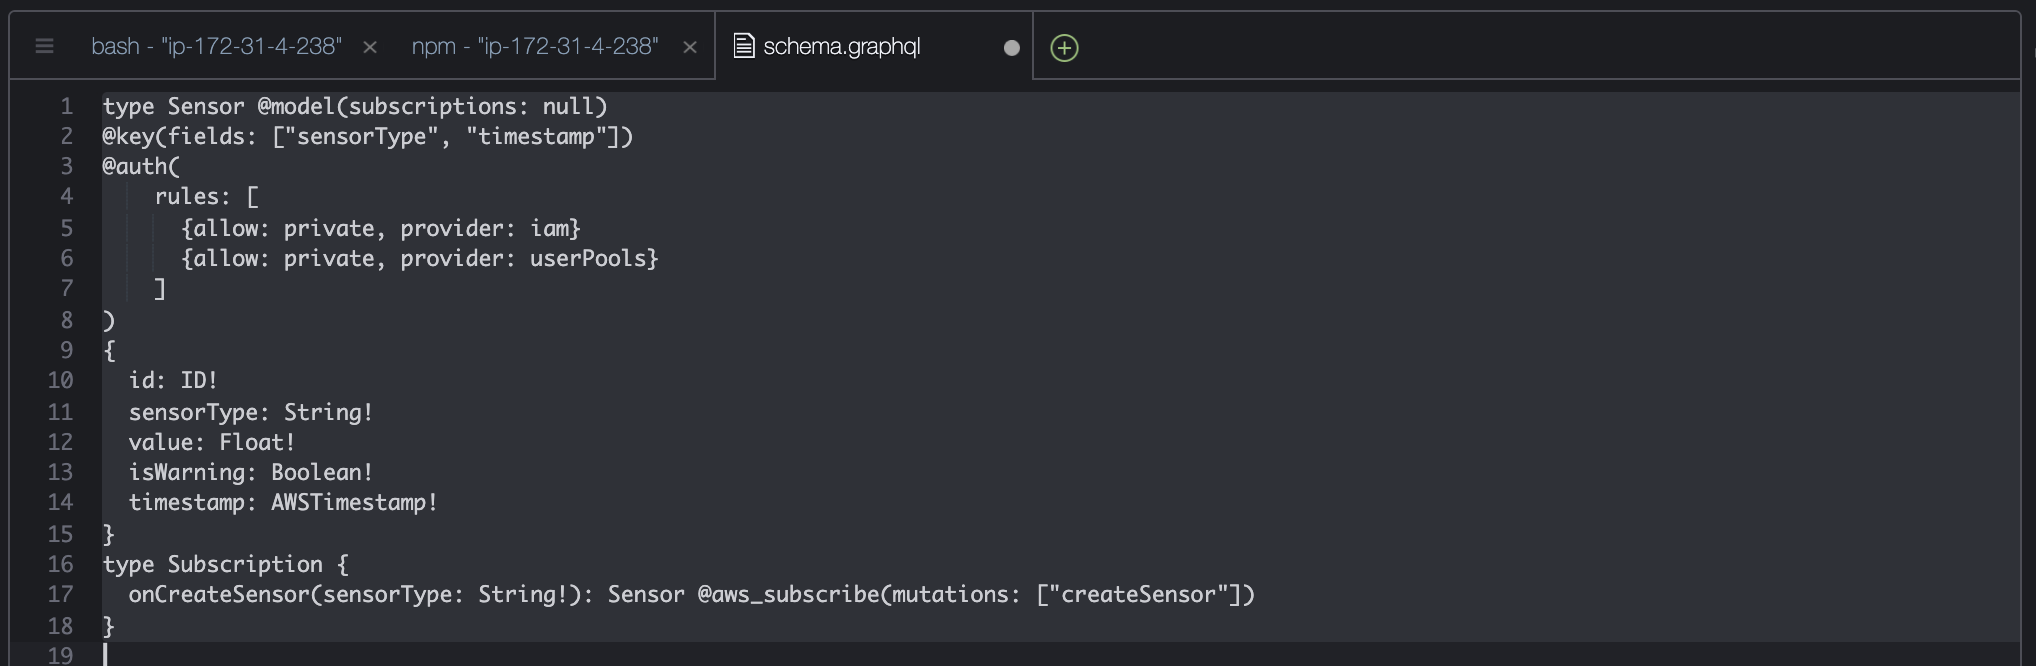 bash - "ip-172-31-4-238" × npm - "ip-172-31-4-238" × schema.graphql
1 type Sensor @model(subscriptions: null)
2 @key(fields: ["sensorType", "timestamp"])
3 @auth(
4     rules: [
5       {allow: private, provider: iam}
6       {allow: private, provider: userPools}
7     ]
8 )
9 {
10   id: ID!
11   sensorType: String!
12   value: Float!
13   isWarning: Boolean!
14   timestamp: AWSTimestamp!
15 }
16 type Subscription {
17   onCreateSensor(sensorType: String!): Sensor @aws_subscribe(mutations: ["createSensor"])
18 }
19